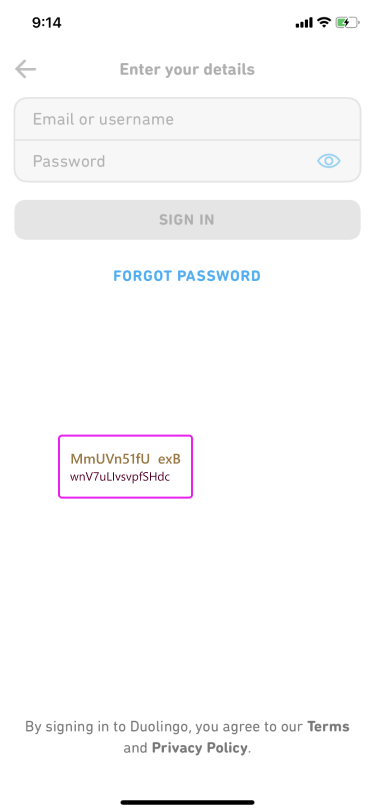 9:14
Enter your details
Email or username
Password
SIGN IN
FORGOT PASSWORD
MmUVn51fU exB
wnV7uLlvsvpfSHdc
By signing in to Duolingo, you agree to our Terms
and Privacy Policy.